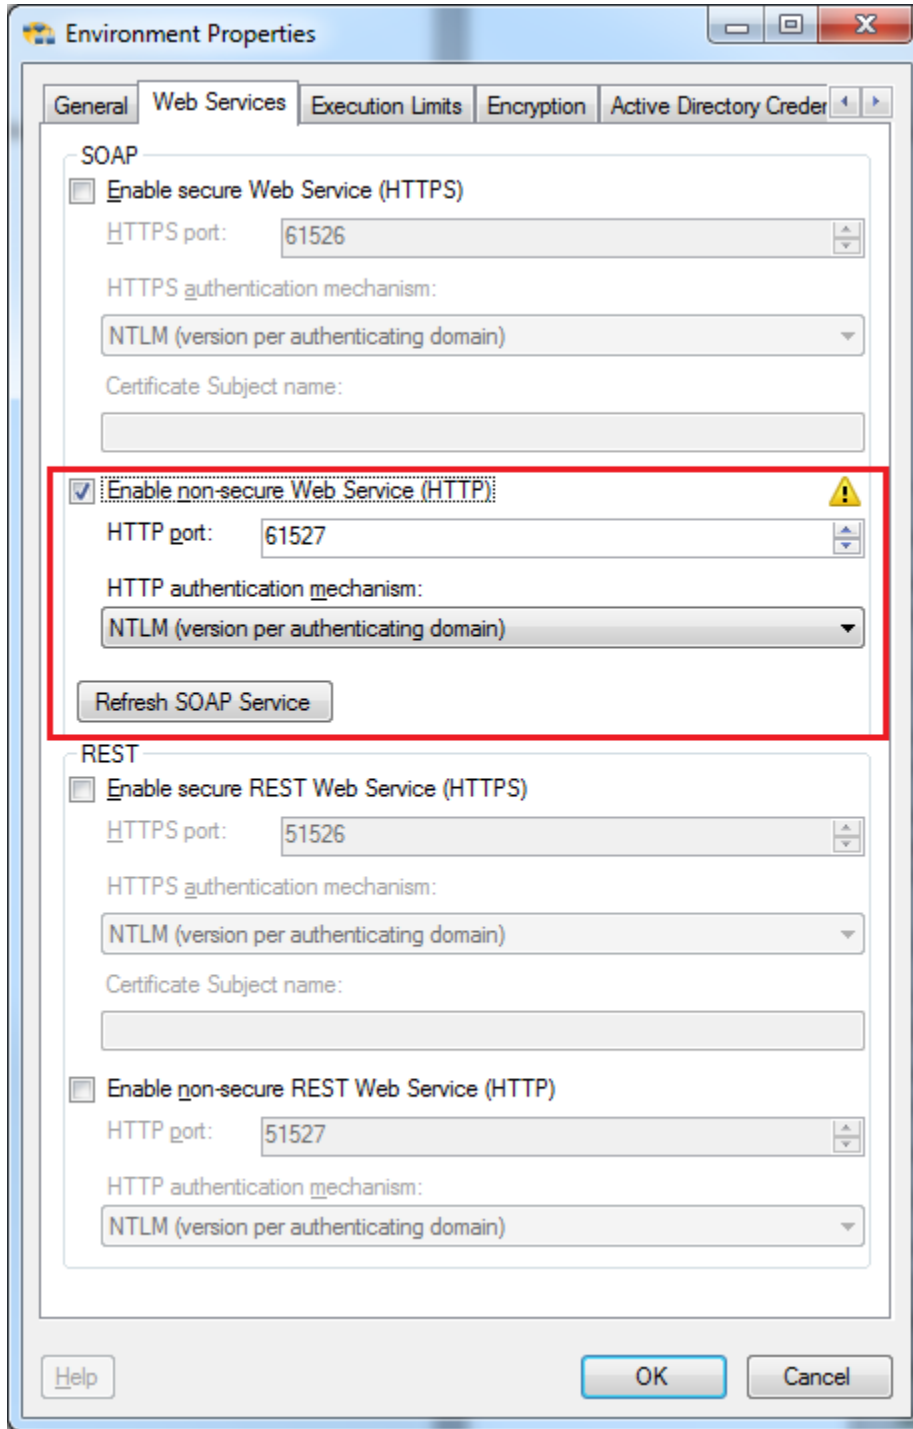 Environment Properties
General
Web Services
Execution Limits
Encryption
Active Directory Creder
SOAP
Enable secure Web Service (HTTPS)
HTTPS port:
61526
HTTPS authentication mechanism:
NTLM (version per authenticating domain)
Certificate Subject name:
Enable non-secure Web Service (HTTP)
HTTP port:
61527
HTTP authentication mechanism:
NTLM (version per authenticating domain)
Refresh SOAP Service
REST
Enable secure REST Web Service (HTTPS)
HTTPS port:
51526
HTTPS authentication mechanism:
NTLM (version per authenticating domain)
Certificate Subject name:
Enable non-secure REST Web Service (HTTP)
HTTP port:
51527
HTTP authentication mechanism:
NTLM (version per authenticating domain)
Help
OK
Cancel